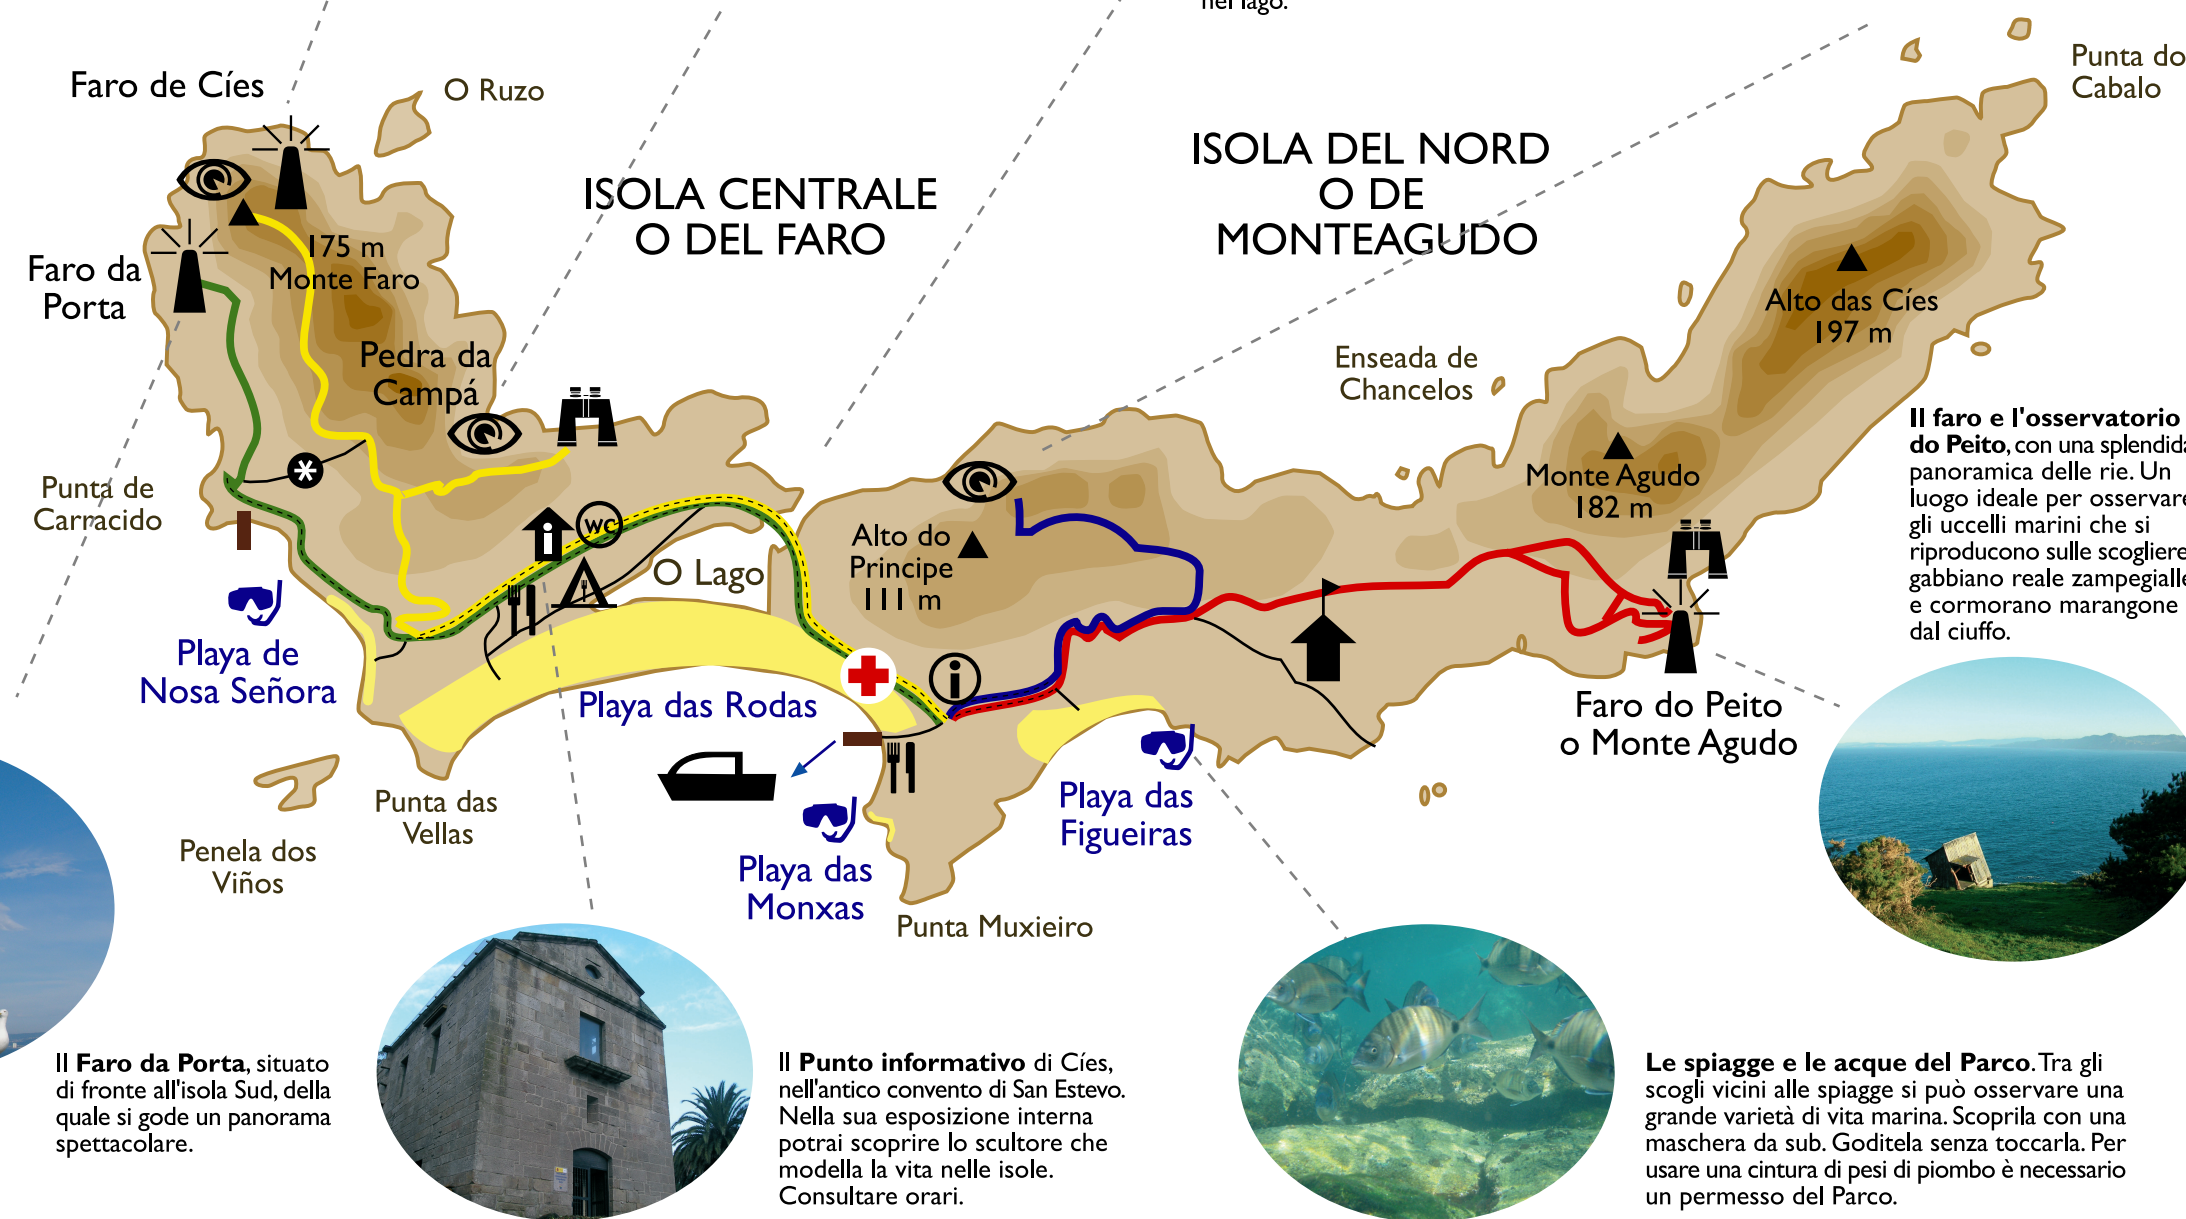 nel lago.
Faro de Cíes
O Ruzo
Punta do
Cabalo
ISOLA CENTRALE
O DEL FARO
ISOLA DEL NORD
O DE
MONTEAGUDO
175 m
Monte Faro
Faro da
Porta
Alto das Cíes
197 m
Pedra da
Campá
Enseada de
Chancelos
Il faro e l'osservatorio
do Peito, con una splendida
panoramica delle rie. Un
luogo ideale per osservare
gli uccelli marini che si
riproducono sulle scogliere
gabbiano reale zampegialle
e cormorano marangone
dal ciuffo.
Monte Agudo
182 m
Punta de
Carracido
WC
O Lago
Alto do
Principe
111 m
Playa de
Nosa Señora
Playa das Rodas
Faro do Peito
o Monte Agudo
Punta das
Vellas
Playa das
Figueiras
Penela dos
Viños
Playa das
Monxas
Punta Muxieiro
Il Faro da Porta, situato
di fronte all'isola Sud, della
quale si gode un panorama
spettacolare.
Il Punto informativo di Cíes,
nell'antico convento di San Estevo.
Nella sua esposizione interna
potrai scoprire lo scultore che
modella la vita nelle isole.
Consultare orari.
Le spiagge e le acque del Parco. Tra gli
scogli vicini alle spiagge si può osservare una
grande varietà di vita marina. Scoprila con una
maschera da sub. Goditela senza toccarla. Per
usare una cintura di pesi di piombo è necessario
un permesso del Parco.